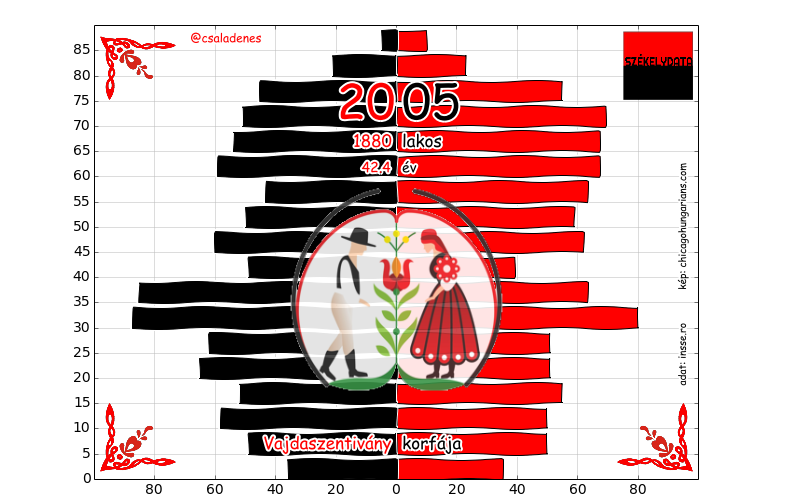 @csaladenes
SZÉKELYDATA
2005
1880 lakos
42.4 év
kép: chicagohungarians.com
adat: insse.ro
Vajdaszentivány korfája
85
80
75
70
65
60
55
50
45
40
35
30
25
20
15
10
5
0
80 60 40 20 0 20 40 60 80